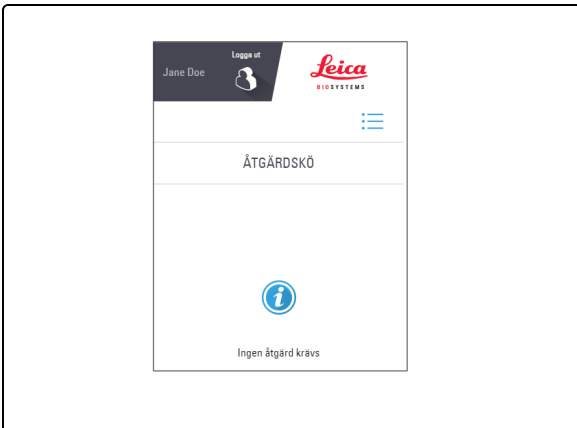 Logga ut
Jane Doe
Leica
BIOSYSTEMS
ÅTGÄRDSKÖ
Ingen åtgärd krävs